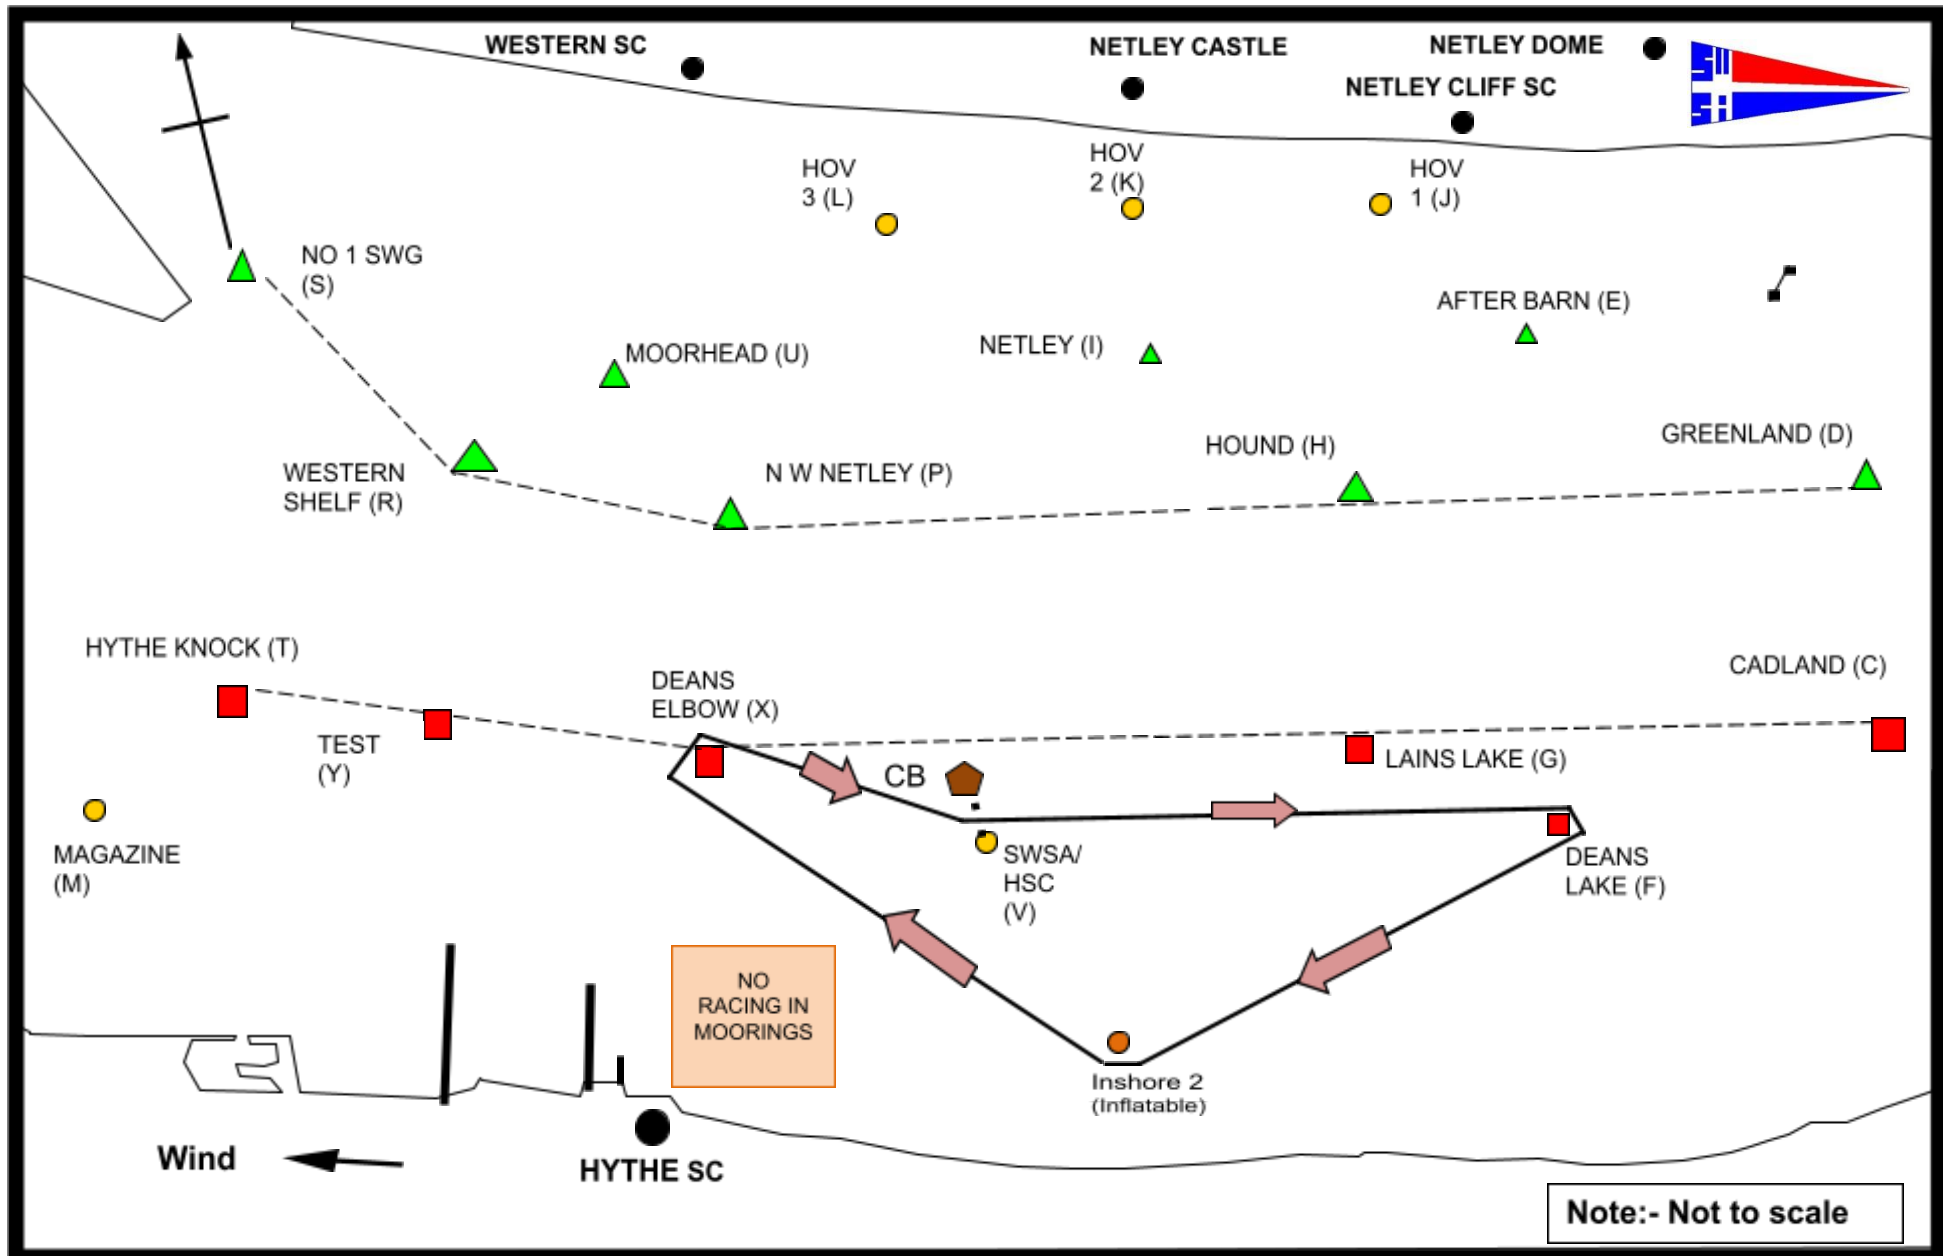 WESTERN SC
NETLEY CASTLE
NETLEY DOME
NETLEY CLIFF SC
HOV
3 (L)
HOV
2 (K)
HOV
1 (J)
NO 1 SWG
(S)
AFTER BARN (E)
MOORHEAD (U)
NETLEY (I)
WESTERN
SHELF (R)
N W NETLEY (P)
HOUND (H)
GREENLAND (D)
HYTHE KNOCK (T)
TEST
(Y)
DEANS
ELBOW (X)
CADLAND (C)
CB
LAINS LAKE (G)
MAGAZINE
(M)
SWSA/
HSC
(V)
DEANS
LAKE (F)
NO
RACING IN
MOORINGS
Inshore 2
(Inflatable)
Wind
HYTHE SC
Note:- Not to scale